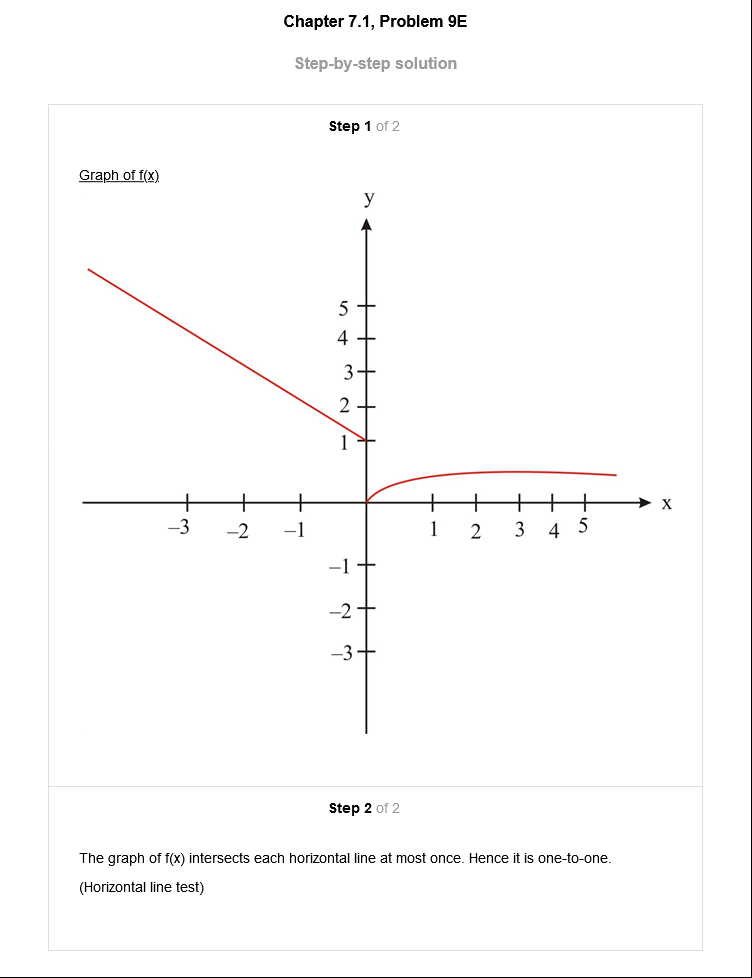 Chapter 7.1, Problem 9E
Step-by-step solution
Step 1 of 2
Graph of f(x)
y
5
4
3
2
1
x
–3 –2 –1 1 2 3 4 5
–1
–2
–3
Step 2 of 2
The graph of f(x) intersects each horizontal line at most once. Hence it is one-to-one.
(Horizontal line test)